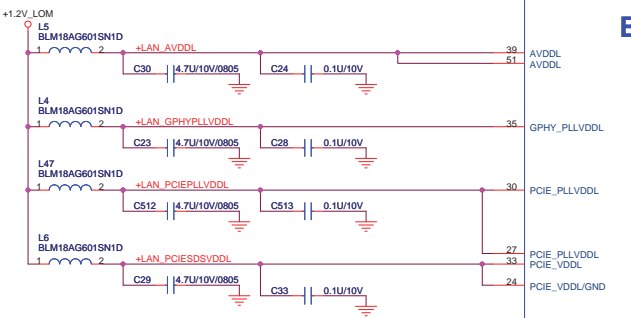 +1.2V_LOM
L5
BLM18AG601SN1D
1 2 +LAN_AVDDL 39 AVDDL
51 AVDDL
C30 4.7U/10V/0805 C24 0.1U/10V
L4
BLM18AG601SN1D
1 2 +LAN_GPHYPLLVDDL 35 GPHY_PLLVDDL
C23 4.7U/10V/0805 C28 0.1U/10V
L47
BLM18AG601SN1D
1 2 +LAN_PCIEPLLVDDL 30 PCIE_PLLVDDL
C512 4.7U/10V/0805 C513 0.1U/10V
L6
BLM18AG601SN1D
27 PCIE_PLLVDDL
1 2 +LAN_PCIESDSVDDL 33 PCIE_VDDL
C29 4.7U/10V/0805 C33 0.1U/10V
24 PCIE_VDDL/GND